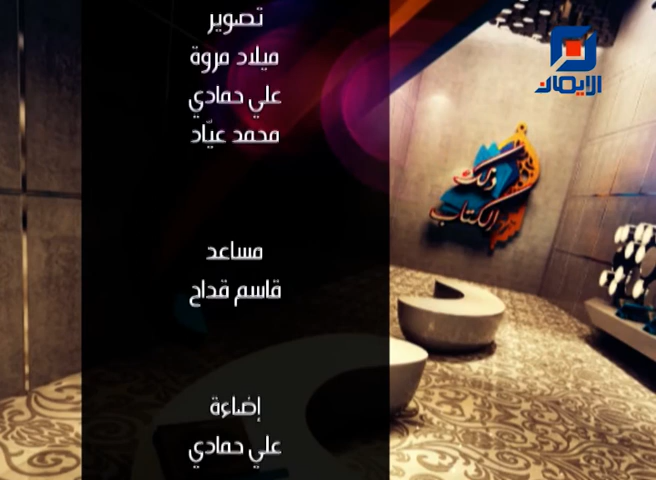 تصوير
ميلاد مروة
علي حمادي
محمد عيّاد
مساعد
قاسم قداح
إضاءة
علي حمادي
الإيمان
ذلك
الكتاب